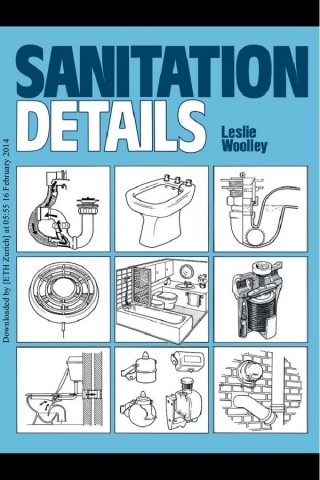 SANITATION
DETAILS
Leslie
Woolley
Downloaded by [ETH Zurich] at 05:55 16 February 2014